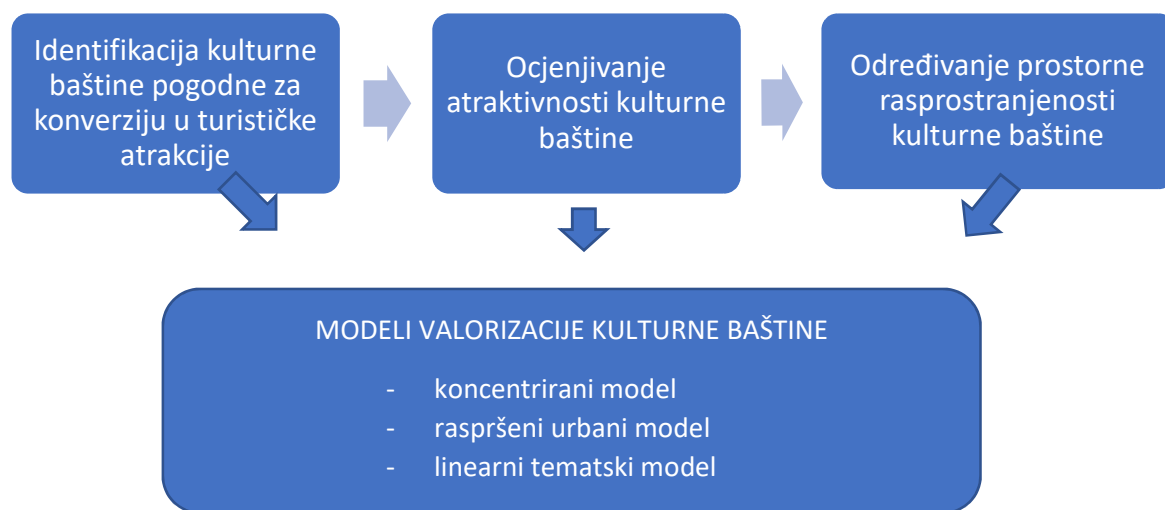 Identifikacija kulturne
baštine pogodne za
konverziju u turističke
atrakcije
Ocjenjivanje
atraktivnosti kulturne
baštine
Određivanje prostorne
rasprostranjenosti
kulturne baštine
MODELI VALORIZACIJE KULTURNE BAŠTINE
- koncentrirani model
- raspršeni urbani model
- linearni tematski model